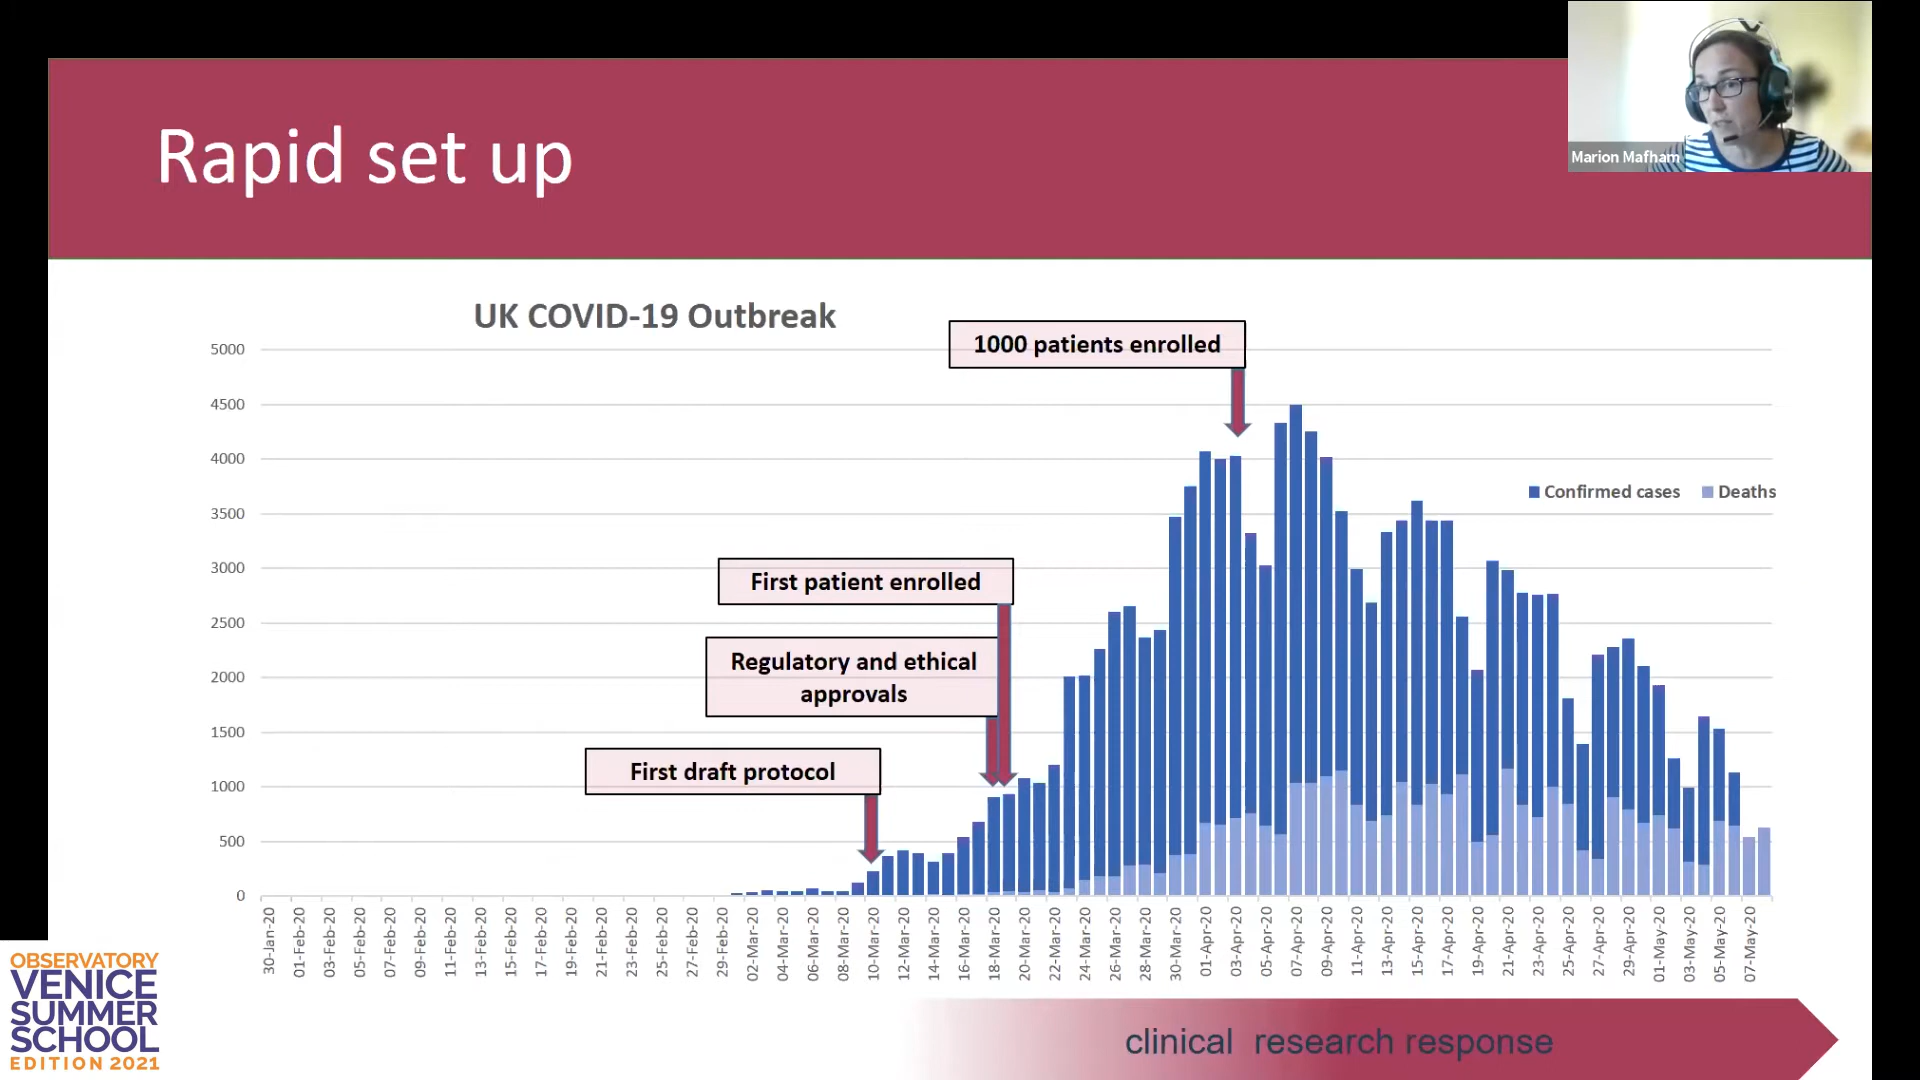 Marion Mafham
Rapid set up
UK COVID-19 Outbreak
1000 patients enrolled
First patient enrolled
Regulatory and ethical
approvals
First draft protocol
Confirmed cases
Deaths
5000
4500
4000
3500
3000
2500
2000
1500
1000
500
0
30-Jan-20
01-Feb-20
03-Feb-20
05-Feb-20
07-Feb-20
09-Feb-20
11-Feb-20
13-Feb-20
15-Feb-20
17-Feb-20
19-Feb-20
21-Feb-20
23-Feb-20
25-Feb-20
27-Feb-20
29-Feb-20
02-Mar-20
04-Mar-20
06-Mar-20
08-Mar-20
10-Mar-20
12-Mar-20
14-Mar-20
16-Mar-20
18-Mar-20
20-Mar-20
22-Mar-20
24-Mar-20
26-Mar-20
28-Mar-20
30-Mar-20
01-Apr-20
03-Apr-20
05-Apr-20
07-Apr-20
09-Apr-20
11-Apr-20
13-Apr-20
15-Apr-20
17-Apr-20
19-Apr-20
21-Apr-20
23-Apr-20
25-Apr-20
27-Apr-20
29-Apr-20
01-May-20
03-May-20
05-May-20
07-May-20
OBSERVATORY
VENICE
SUMMER
SCHOOL
EDITION 2021
clinical research response